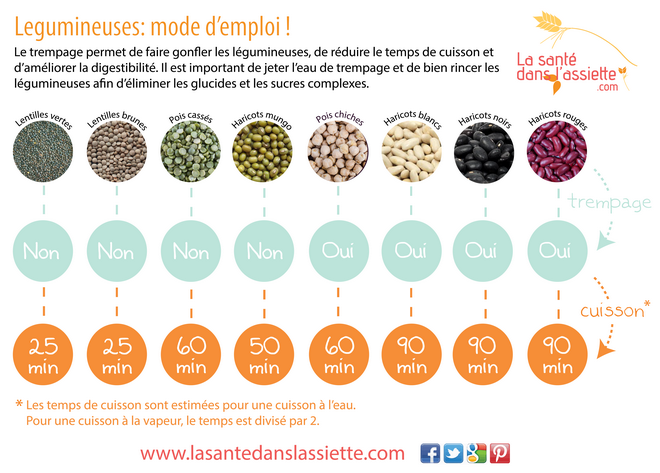 Legumineuses: mode d'emploi !
Le trempage permet de faire gonfler les légumineuses, de réduire le temps de cuisson et
d'améliorer la digestibilité. Il est important de jeter l'eau de trempage et de bien rincer les
légumineuses afin d'éliminer les glucides et les sucres complexes.
La santé
dans l'assiette
.com
Lentilles vertes Lentilles brunes Pois cassés Haricots mungo Pois chiches Haricots blancs Haricots noirs Haricots rouges
trempage
Non Non Non Non Oui Oui Oui Oui
cuisson*
25 25 60 50 60 90 90 90
min min min min min min min min
* Les temps de cuisson sont estimées pour une cuisson à l'eau.
Pour une cuisson à la vapeur, le temps est divisé par 2.
www.lasantedanslassiette.com